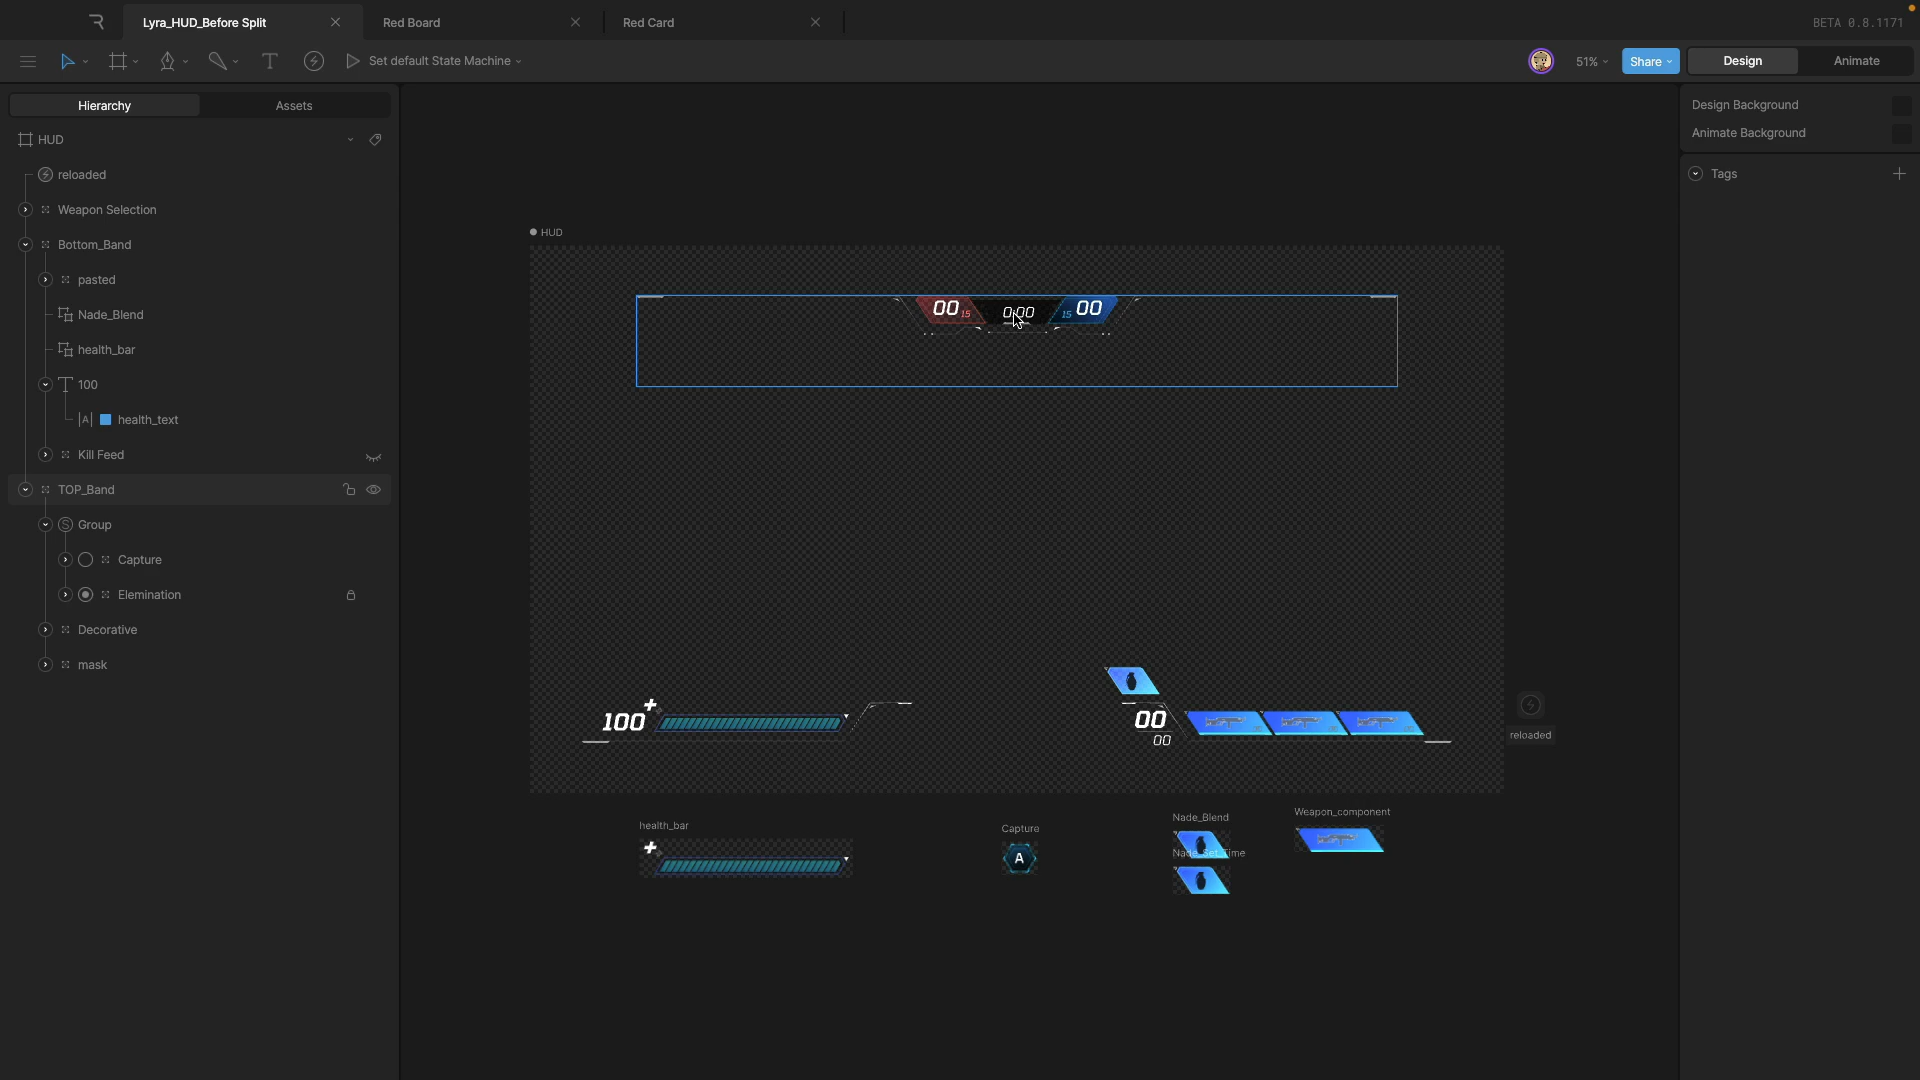 Lyra_HUD_Before Split
Red Board
Red Card
BETA 0.8.1171
Set default State Machine
51%
Share
Design
Animate
Hierarchy
Assets
HUD
reloaded
Weapon Selection
Bottom_Band
pasted
Nade_Blend
health_bar
100
health_text
Kill Feed
TOP_Band
Group
Capture
Elemination
Decorative
mask
HUD
00 15
0:00
15 00
100
00
00
reloaded
health_bar
Capture
A
Nade_Blend
Nade_Set_Time
Weapon_component
Design Background
Animate Background
Tags